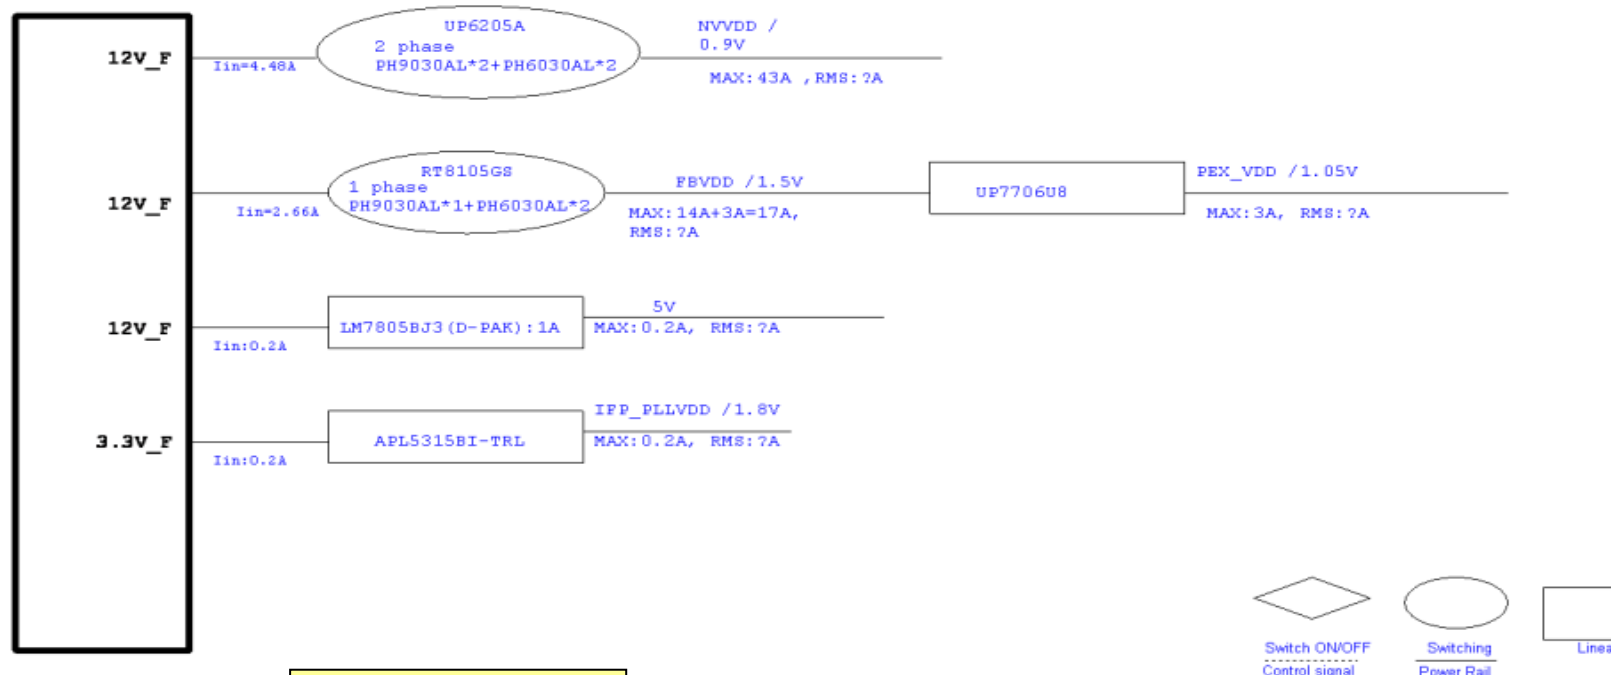 12V_F
Iin=4.48A
UP6205A
2 phase
PH9030AL*2+PH6030AL*2
NVVDD /
0.9V
MAX:43A ,RMS:?A
12V_F
Iin=2.66A
RT8105GS
1 phase
PH9030AL*1+PH6030AL*2
FBVDD /1.5V
MAX:14A+3A=17A,
RMS:?A
UP7706U8
PEX_VDD /1.05V
MAX:3A, RMS:?A
12V_F
Iin:0.2A
LM7805BJ3(D-PAK):1A
5V
MAX:0.2A, RMS:?A
3.3V_F
Iin:0.2A
APL5315BI-TRL
IFP_PLLVDD /1.8V
MAX:0.2A, RMS:?A
Switch ON/OFF
Control signal
Switching
Power Rail
Linea